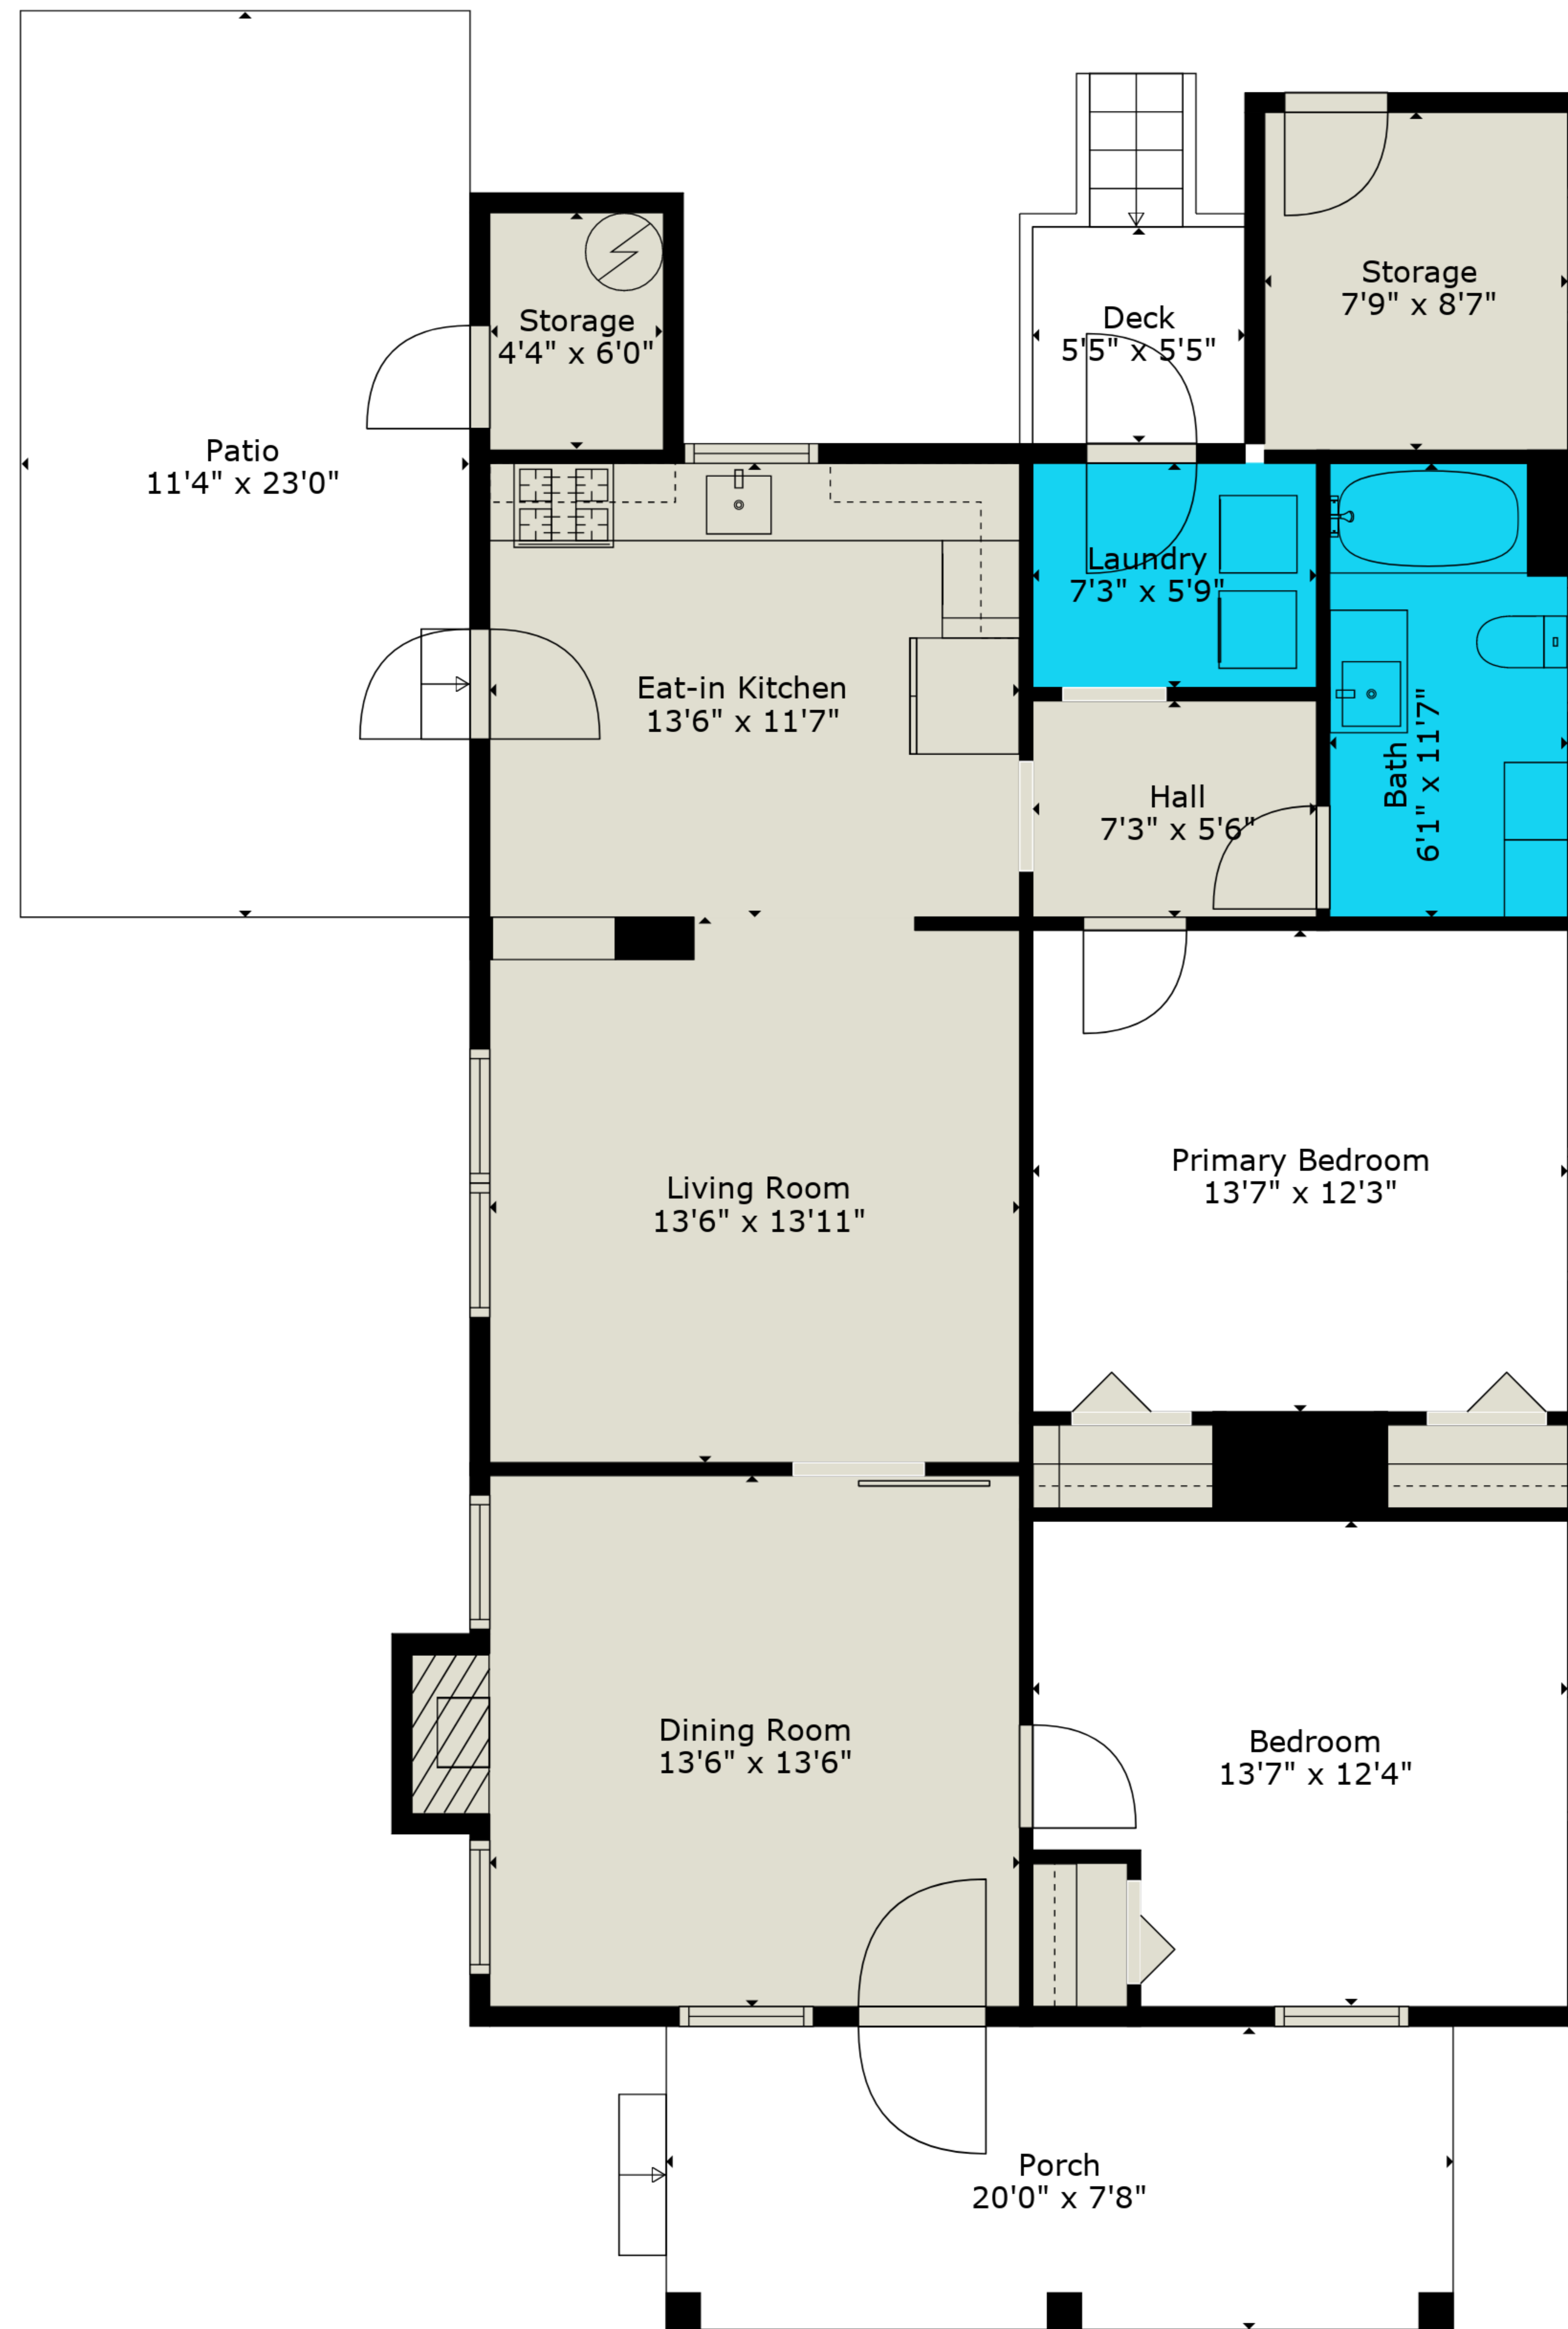 Storage
7'9" x 8'7"
Deck
5'5" x 5'5"
Storage
4'4" x 6'0"
Patio
11'4" x 23'0"
Laundry
7'3" x 5'9"
Eat-in Kitchen
13'6" x 11'7"
Bath
6'1" x 11'7"
Hall
7'3" x 5'6"
Primary Bedroom
13'7" x 12'3"
Living Room
13'6" x 13'11"
Dining Room
13'6" x 13'6"
Bedroom
13'7" x 12'4"
Porch
20'0" x 7'8"